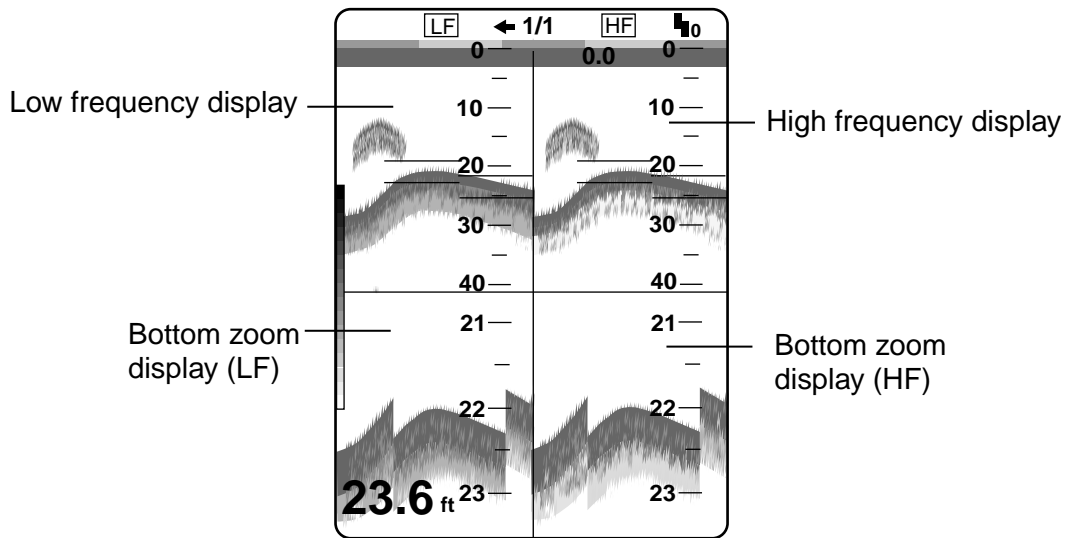 LF 1/1 HF 0
0 0.0 0
Low frequency display
10 10
High frequency display
20 20
30 30
40 40
21 21
Bottom zoom
display (LF)
Bottom zoom
display (HF)
22 22
23.6 ft 23 23